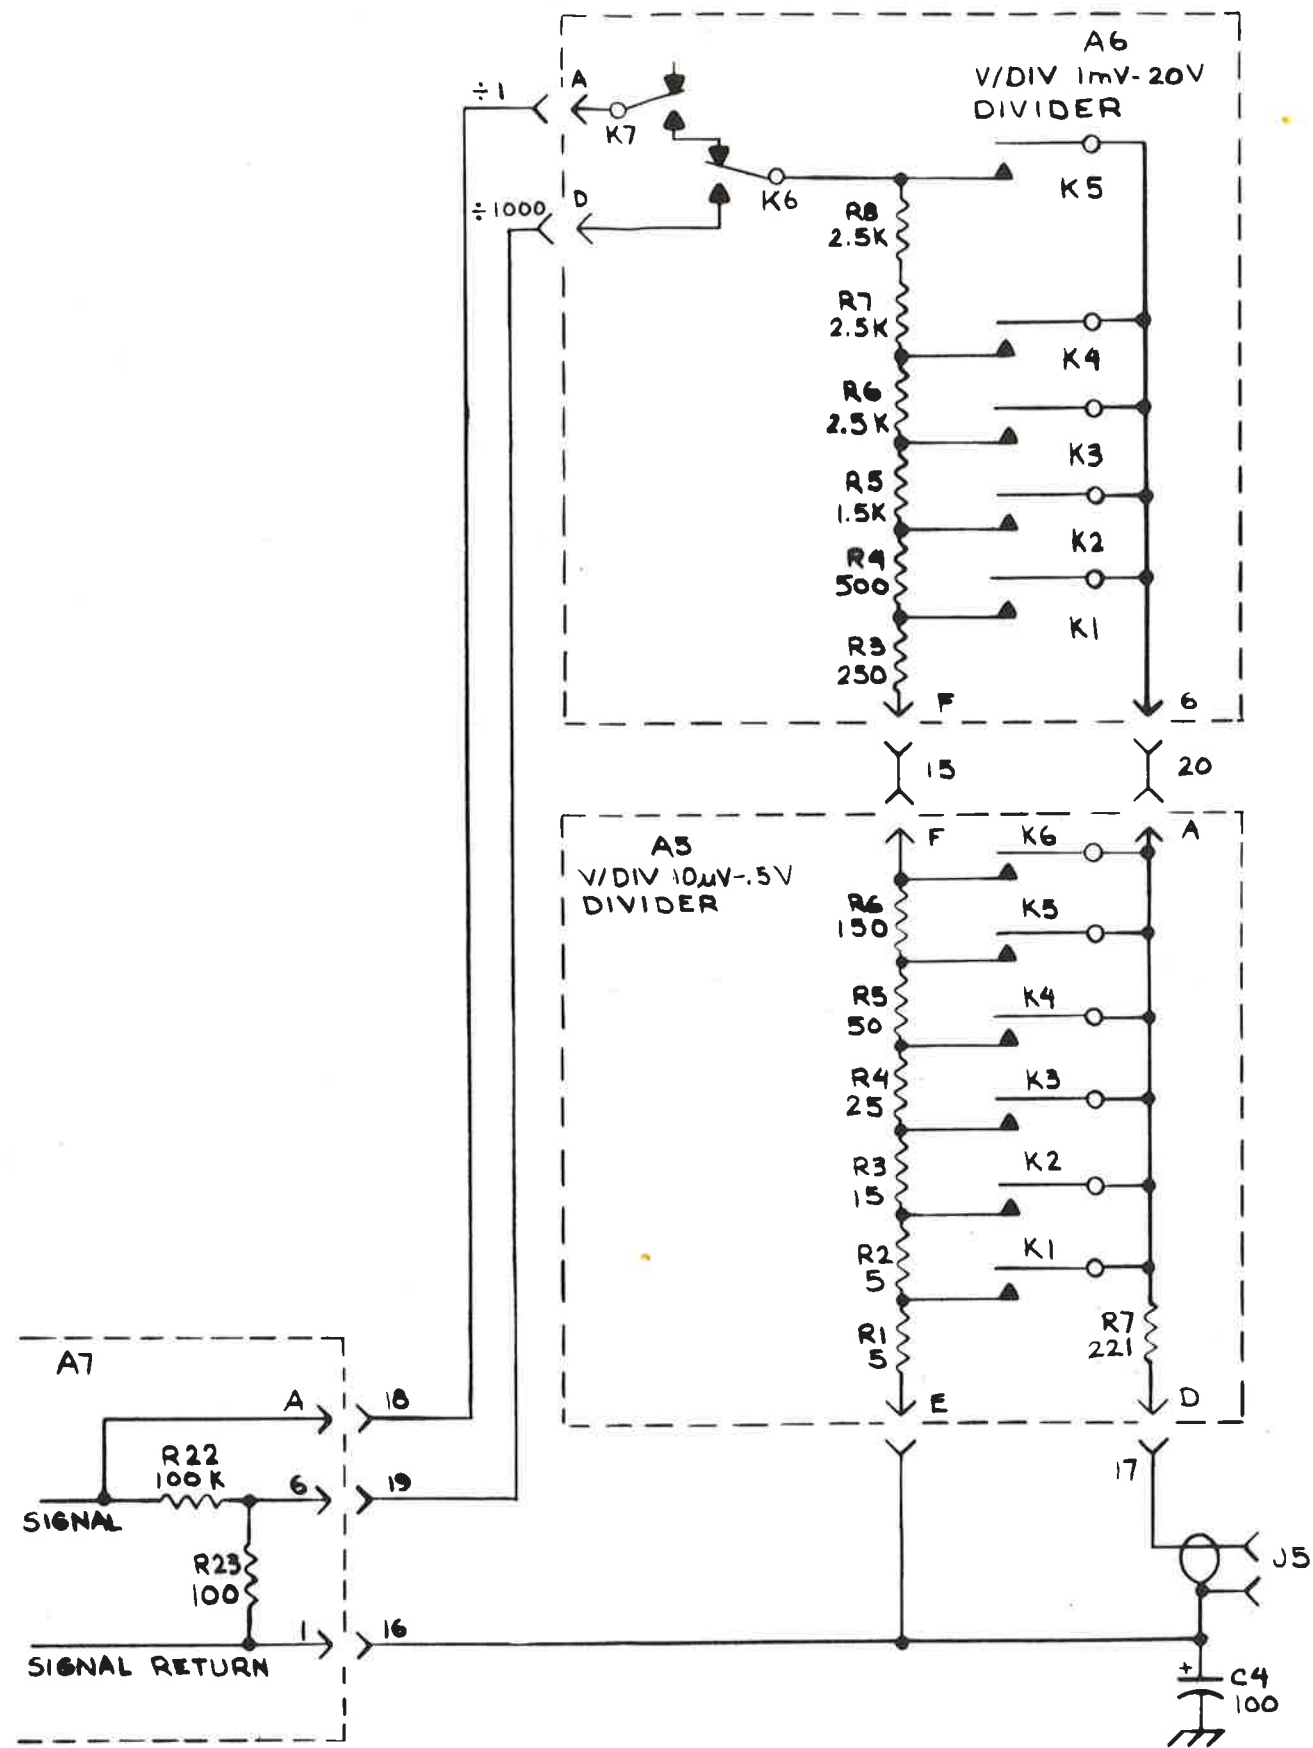 A6
V/DIV 1mV-20V
DIVIDER
÷1
A
K7
K5
÷1000
D
K6
R8
2.5K
R7
2.5K
K4
R6
2.5K
K3
R5
1.5K
K2
R4
500
K1
R3
250
F
6
15
20
A5
V/DIV 10μV-.5V
DIVIDER
F
K6
A
R6
150
K5
R5
50
K4
R4
25
K3
R3
15
K2
R2
5
K1
R1
5
R7
221
E
D
17
J5
A7
A
18
R22
100K
6
19
SIGNAL
R23
100
1
16
SIGNAL RETURN
+
C4
100